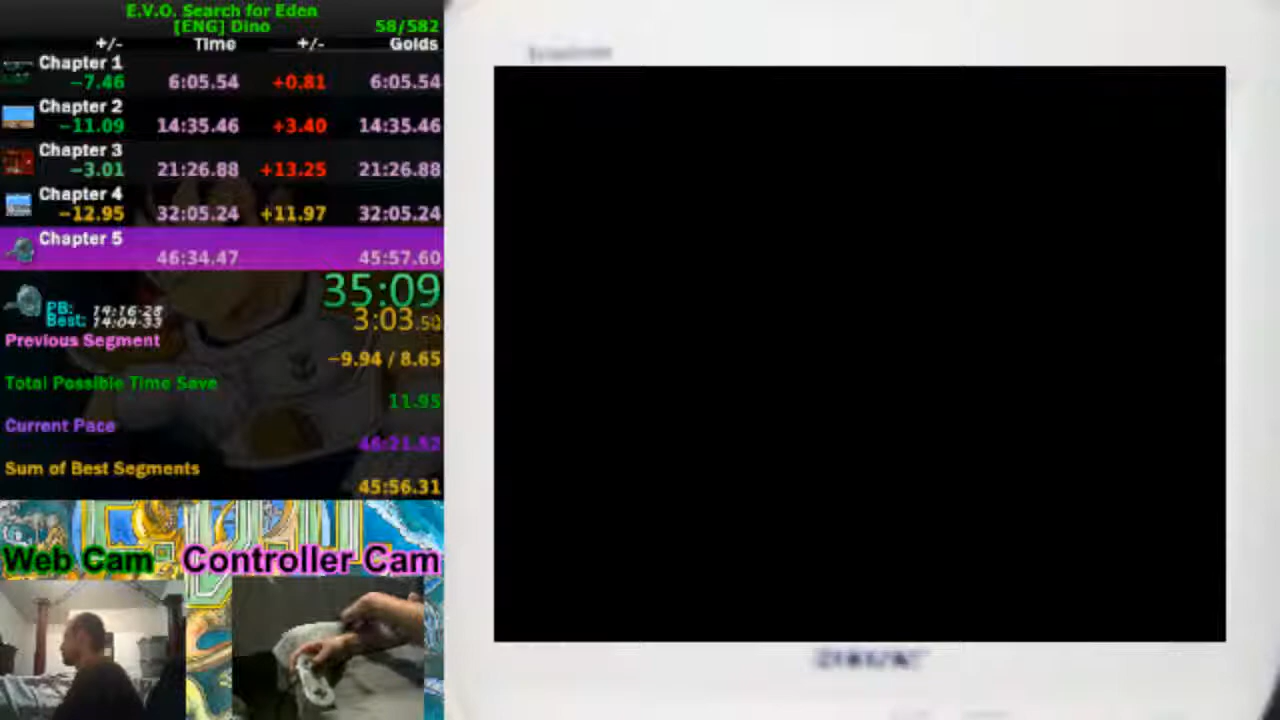 E.V.O. Search for Eden
[ENG] Dino 58/582
+/- Time +/- Golds
Chapter 1
−7.46 6:05.54 +0.81 6:05.54
Chapter 2
−11.09 14:35.46 +3.40 14:35.46
Chapter 3
−3.01 21:26.88 +13.25 21:26.88
Chapter 4
−12.95 32:05.24 +11.97 32:05.24
Chapter 5
46:34.47 45:57.60
35:09
PB: 14:16.28
3:03.50
Best: 14:04.33
Previous Segment
−9.94 / 8.65
Total Possible Time Save
11.95
Current Pace
46:21.52
Sum of Best Segments
45:56.31
Web Cam Controller Cam